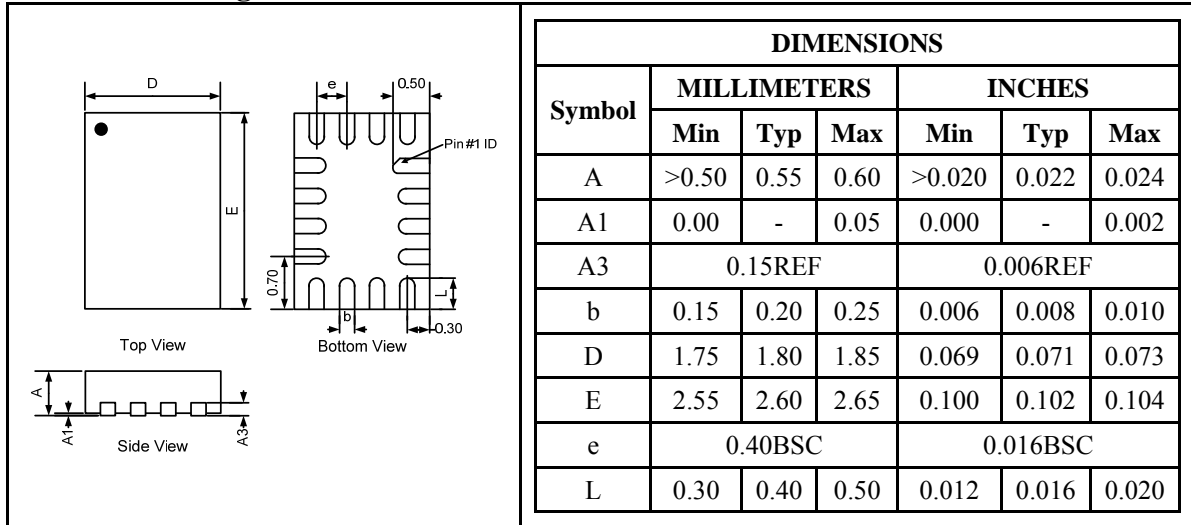 D
e
0.50
Pin#1 ID
E
0.70
L
b
0.30
Top View
Bottom View
A
A1
A3
Side View
DIMENSIONS
Symbol MILLIMETERS INCHES
Min Typ Max Min Typ Max
A >0.50 0.55 0.60 >0.020 0.022 0.024
A1 0.00 - 0.05 0.000 - 0.002
A3 0.15REF 0.006REF
b 0.15 0.20 0.25 0.006 0.008 0.010
D 1.75 1.80 1.85 0.069 0.071 0.073
E 2.55 2.60 2.65 0.100 0.102 0.104
e 0.40BSC 0.016BSC
L 0.30 0.40 0.50 0.012 0.016 0.020